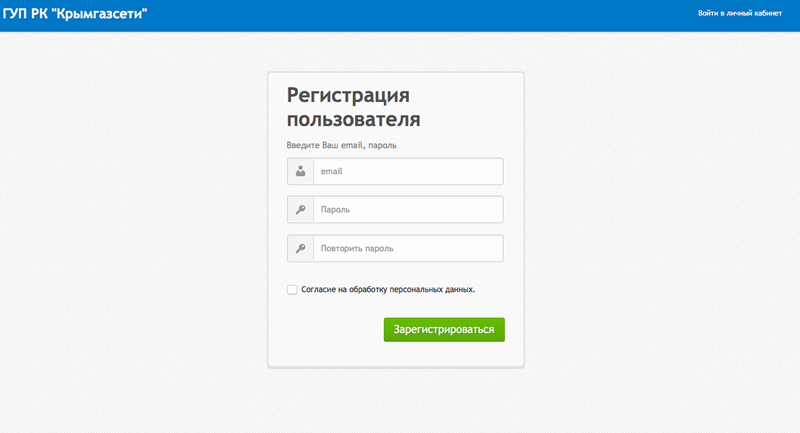 ГУП РК "Крымгазсети"
Войти в личный кабинет
Регистрация
пользователя
Введите Ваш email, пароль
email
Пароль
Повторить пароль
Согласие на обработку персональных данных.
Зарегистрироваться